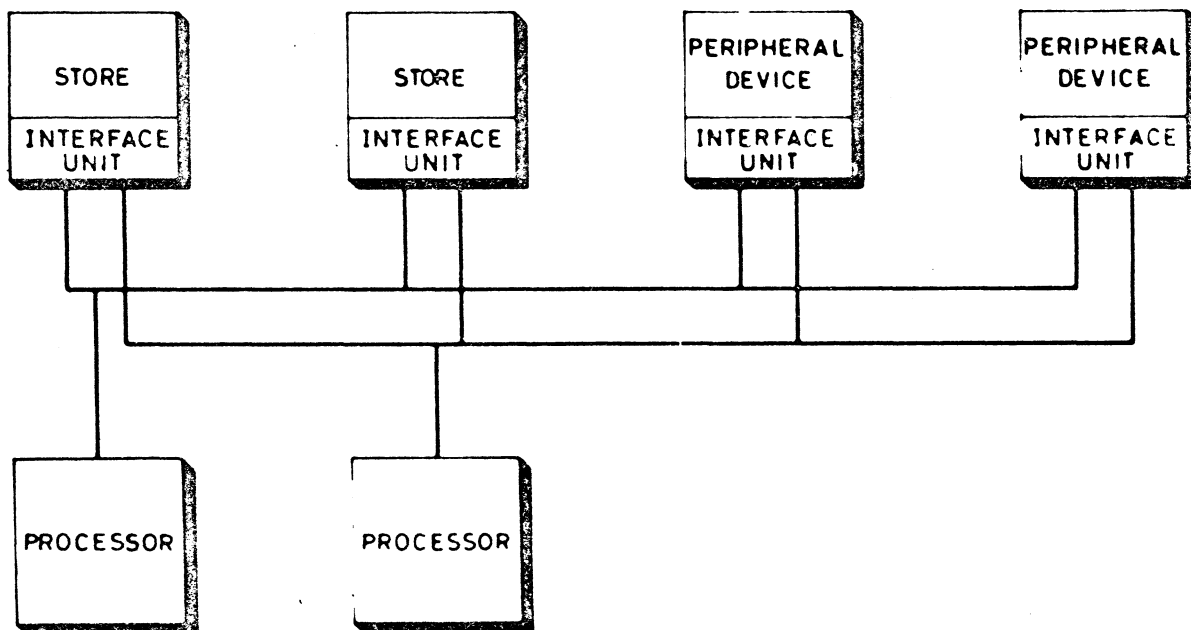 STORE
INTERFACE
UNIT
STORE
INTERFACE
UNIT
PERIPHERAL
DEVICE
INTERFACE
UNIT
PERIPHERAL
DEVICE
INTERFACE
UNIT
PROCESSOR
PROCESSOR